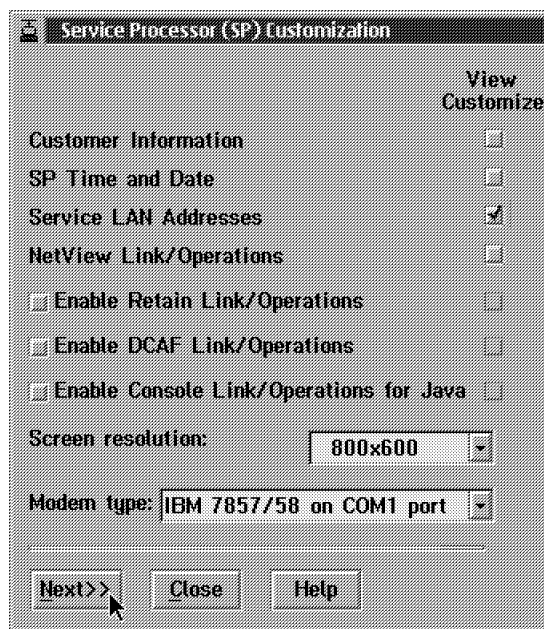 Service Processor (SP) Customization
View
Customize
Customer Information
SP Time and Date
Service LAN Addresses
NetView Link/Operations
Enable Retain Link/Operations
Enable DCAF Link/Operations
Enable Console Link/Operations for Java
Screen resolution: 800x600
Modem type: IBM 7857/58 on COM1 port
Next>> Close Help